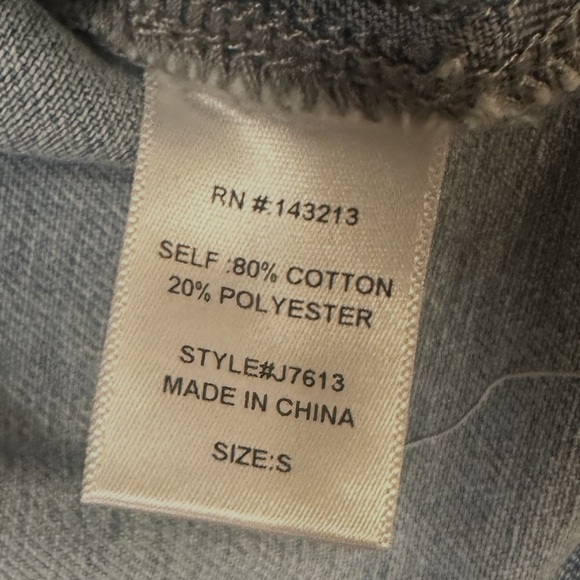 RN #:143213
SELF :80% COTTON
20% POLYESTER
STYLE#J7613
MADE IN CHINA
SIZE:S